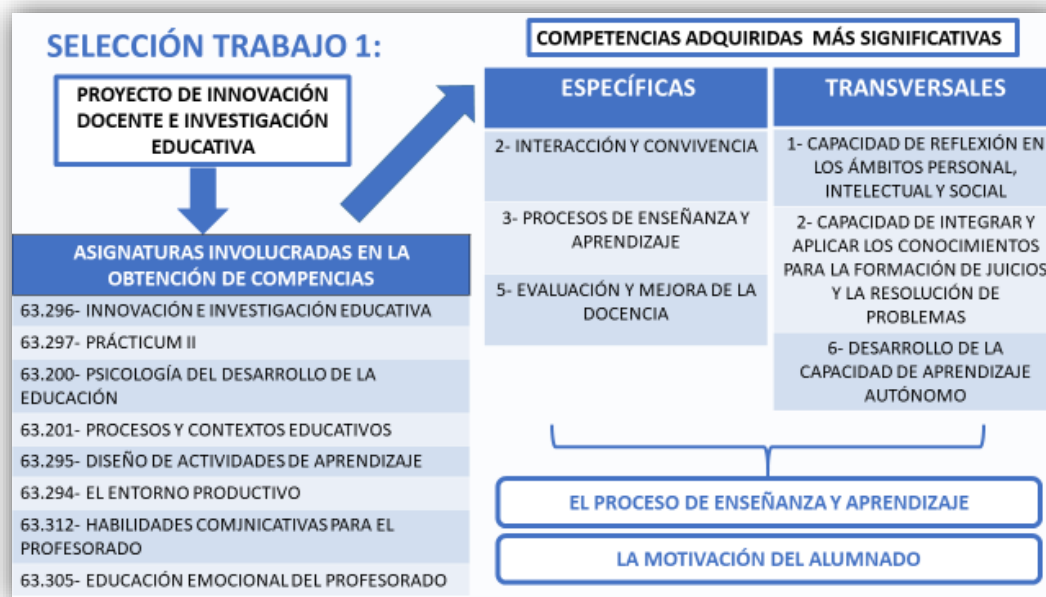 SELECCIÓN TRABAJO 1:
PROYECTO DE INNOVACIÓN
DOCENTE E INVESTIGACIÓN
EDUCATIVA
ASIGNATURAS INVOLUCRADAS EN LA
OBTENCIÓN DE COMPENCIAS
63.296- INNOVACIÓN E INVESTIGACIÓN EDUCATIVA
63.297- PRÁCTICUM II
63.200- PSICOLOGÍA DEL DESARROLLO DE LA
EDUCACIÓN
63.201- PROCESOS Y CONTEXTOS EDUCATIVOS
63.295- DISEÑO DE ACTIVIDADES DE APRENDIZAJE
63.294- EL ENTORNO PRODUCTIVO
63.312- HABILIDADES COMJNICATIVAS PARA EL
PROFESORADO
63.305- EDUCACIÓN EMOCIONAL DEL PROFESORADO
COMPETENCIAS ADQUIRIDAS MÁS SIGNIFICATIVAS
ESPECÍFICAS
2- INTERACCIÓN Y CONVIVENCIA
3- PROCESOS DE ENSEÑANZA Y
APRENDIZAJE
5- EVALUACIÓN Y MEJORA DE LA
DOCENCIA
TRANSVERSALES
1- CAPACIDAD DE REFLEXIÓN EN
LOS ÁMBITOS PERSONAL,
INTELECTUAL Y SOCIAL
2- CAPACIDAD DE INTEGRAR Y
APLICAR LOS CONOCIMIENTOS
PARA LA FORMACIÓN DE JUICIOS
Y LA RESOLUCIÓN DE
PROBLEMAS
6- DESARROLLO DE LA
CAPACIDAD DE APRENDIZAJE
AUTÓNOMO
EL PROCESO DE ENSEÑANZA Y APRENDIZAJE
LA MOTIVACIÓN DEL ALUMNADO